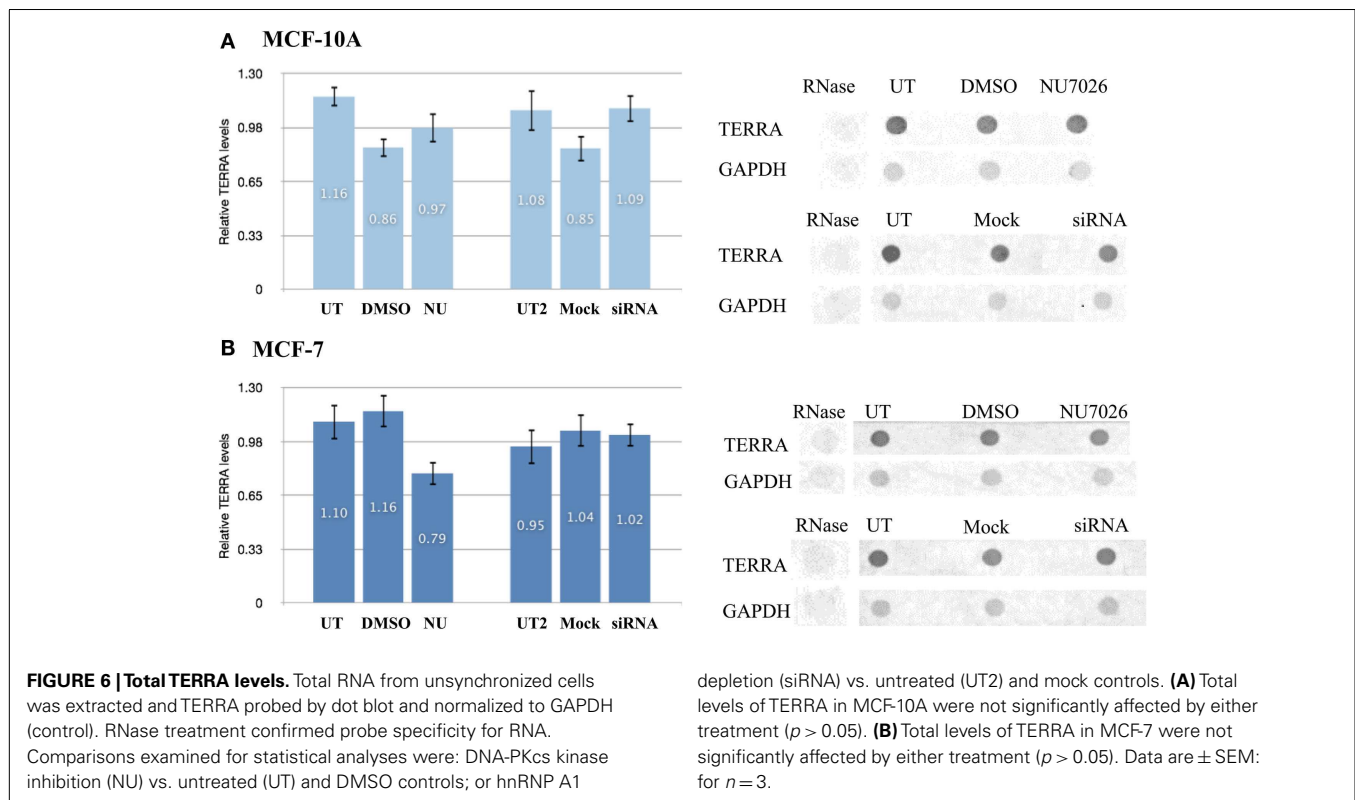 A MCF-10A
Relative TERRA levels
1.30
0.98
0.65
0.33
0
1.16
0.86
0.97
1.08
0.85
1.09
UT DMSO NU UT2 Mock siRNA
RNase UT DMSO NU7026
TERRA
GAPDH
RNase UT Mock siRNA
TERRA
GAPDH
B MCF-7
Relative TERRA levels
1.30
0.98
0.65
0.33
0
1.10
1.16
0.79
0.95
1.04
1.02
UT DMSO NU UT2 Mock siRNA
RNase UT DMSO NU7026
TERRA
GAPDH
RNase UT Mock siRNA
TERRA
GAPDH
FIGURE 6 | Total TERRA levels. Total RNA from unsynchronized cells
was extracted and TERRA probed by dot blot and normalized to GAPDH
(control). RNase treatment confirmed probe specificity for RNA.
Comparisons examined for statistical analyses were: DNA-PKcs kinase
inhibition (NU) vs. untreated (UT) and DMSO controls; or hnRNP A1
depletion (siRNA) vs. untreated (UT2) and mock controls. (A) Total
levels of TERRA in MCF-10A were not significantly affected by either
treatment (p > 0.05). (B) Total levels of TERRA in MCF-7 were not
significantly affected by either treatment (p > 0.05). Data are ± SEM:
for n = 3.